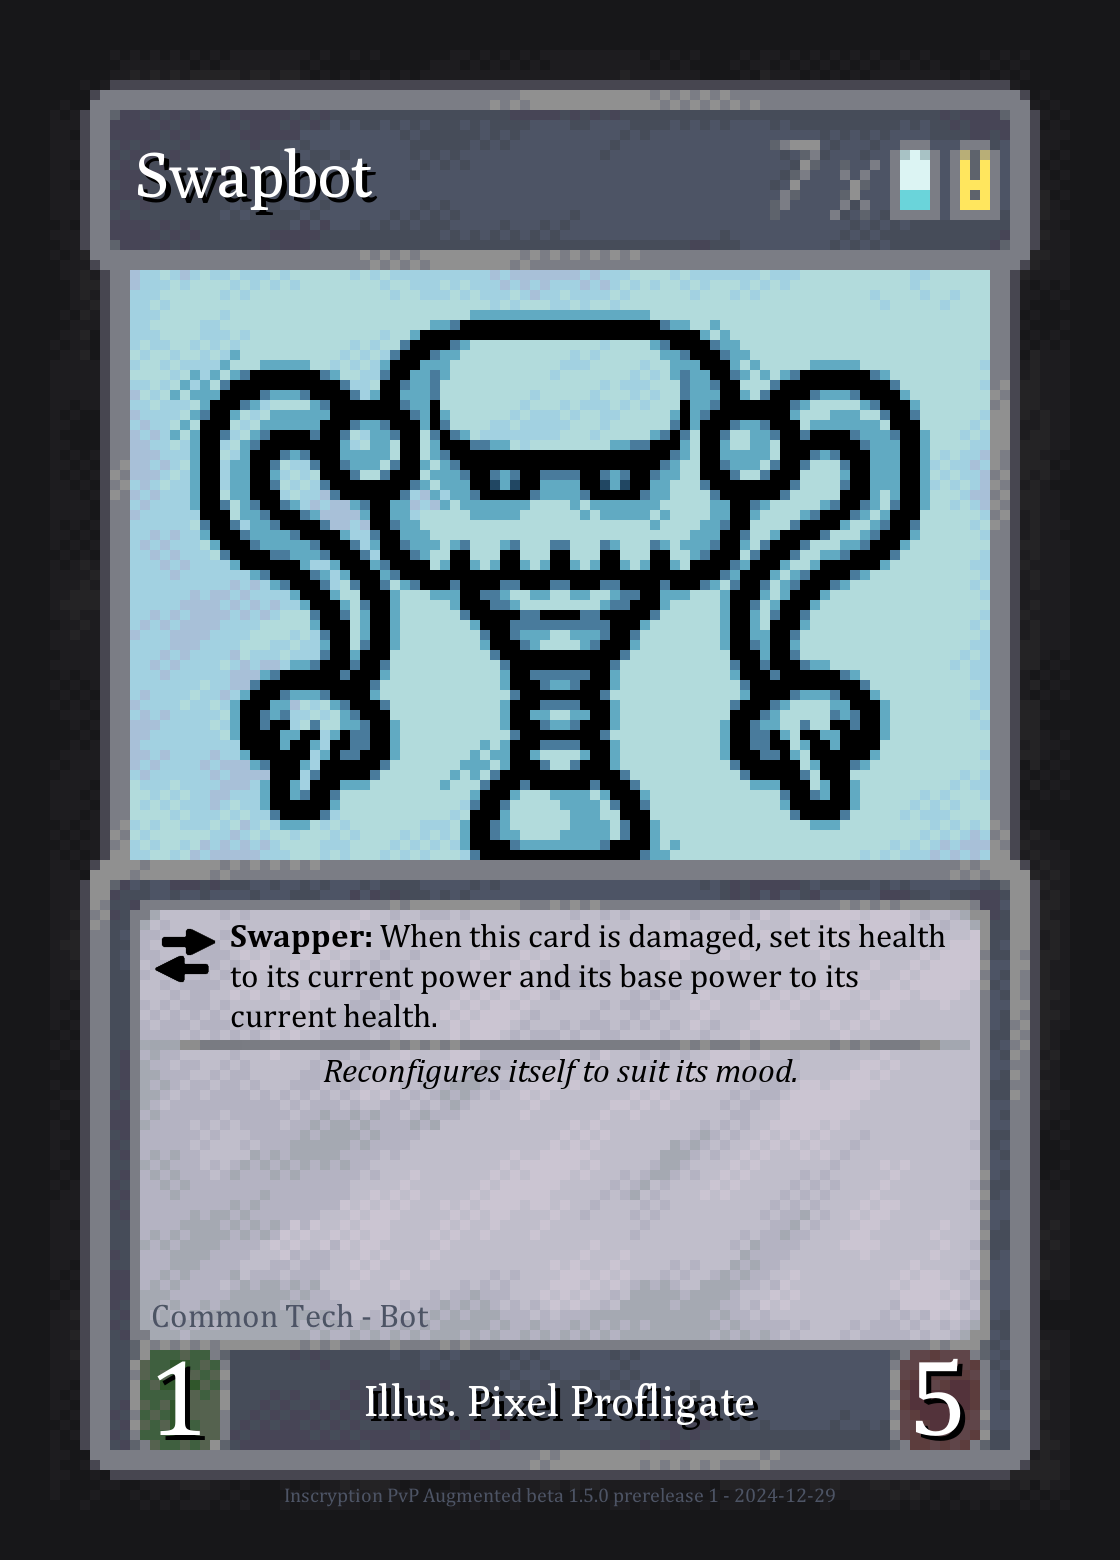 Swapbot 7x
Swapper: When this card is damaged, set its health
to its current power and its base power to its
current health.
Reconfigures itself to suit its mood.
Common Tech - Bot
1 Illus. Pixel Profligate 5
Inscryption PvP Augmented beta 1.5.0 prerelease 1 - 2024-12-29